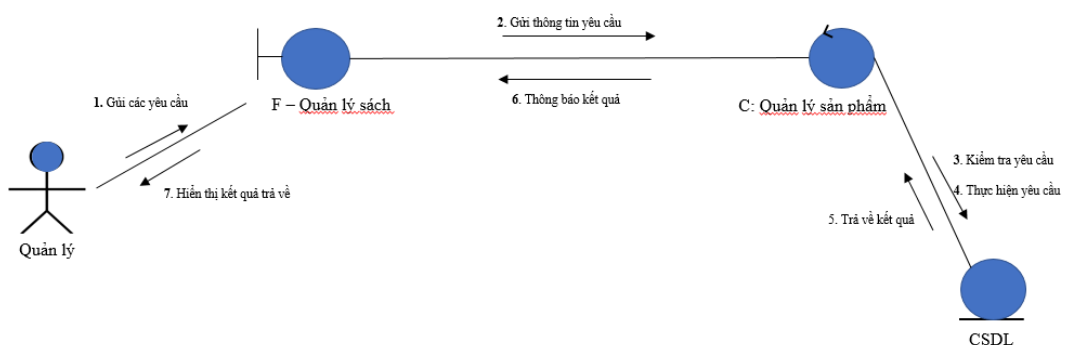 2. Gửi thông tin yêu cầu
1. Gửi các yêu cầu
F – Quản lý sách
6. Thông báo kết quả
C: Quản lý sản phẩm
3. Kiểm tra yêu cầu
7. Hiển thị kết quả trả về
4. Thực hiện yêu cầu
5. Trả về kết quả
Quản lý
CSDL